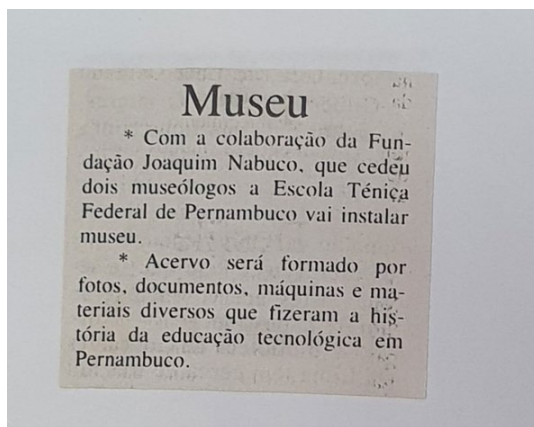 Museu
* Com a colaboração da Fun-
dação Joaquim Nabuco, que cedeu
dois museólogos a Escola Ténica
Federal de Pernambuco vai instalar
museu.
* Acervo será formado por
fotos, documentos, máquinas e ma-
teriais diversos que fizeram a his-
tória da educação tecnológica em
Pernambuco.